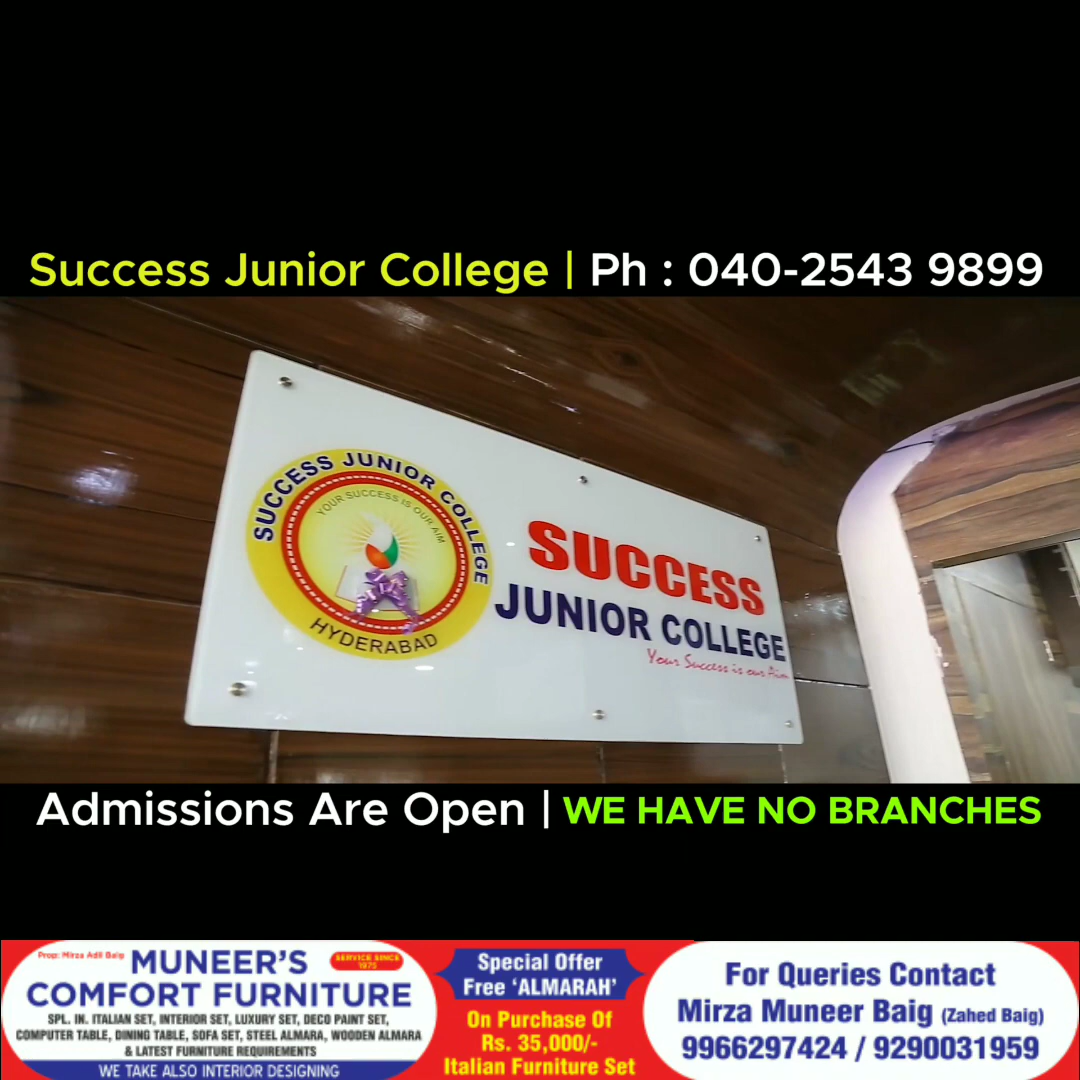 Success Junior College | Ph : 040-2543 9899
SUCCESS JUNIOR COLLEGE
YOUR SUCCESS IS OUR AIM
HYDERABAD
SUCCESS
JUNIOR COLLEGE
Your Success is our Aim
Admissions Are Open | WE HAVE NO BRANCHES
Prop: Mirza Adil Baig
SERVICE SINCE
1975
MUNEER'S
COMFORT FURNITURE
SPL. IN. ITALIAN SET, INTERIOR SET, LUXURY SET, DECO PAINT SET,
COMPUTER TABLE, DINING TABLE, SOFA SET, STEEL ALMARA, WOODEN ALMARA
& LATEST FURNITURE REQUIREMENTS
WE TAKE ALSO INTERIOR DESIGNING
Special Offer
Free 'ALMARAH'
On Purchase Of
Rs. 35,000/-
Italian Furniture Set
For Queries Contact
Mirza Muneer Baig (Zahed Baig)
9966297424 / 9290031959